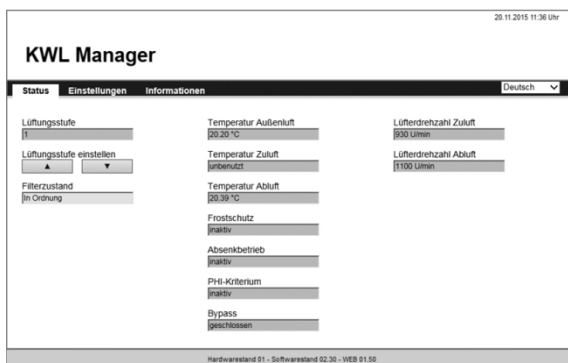 20.11.2015 11:36 Uhr
KWL Manager
Status Einstellungen Informationen
Deutsch
Lüftungsstufe
1
Lüftungsstufe einstellen
▲ ▼
Filterzustand
In Ordnung
Temperatur Außenluft
20.20 °C
Temperatur Zuluft
unbenutzt
Temperatur Abluft
20.39 °C
Frostschutz
inaktiv
Absenkbetrieb
inaktiv
PHI-Kriterium
inaktiv
Bypass
geschlossen
Lüfterdrehzahl Zuluft
930 U/min
Lüfterdrehzahl Abluft
1100 U/min
Hardwarestand 01 - Softwarestand 02.30 - WEB 01.50